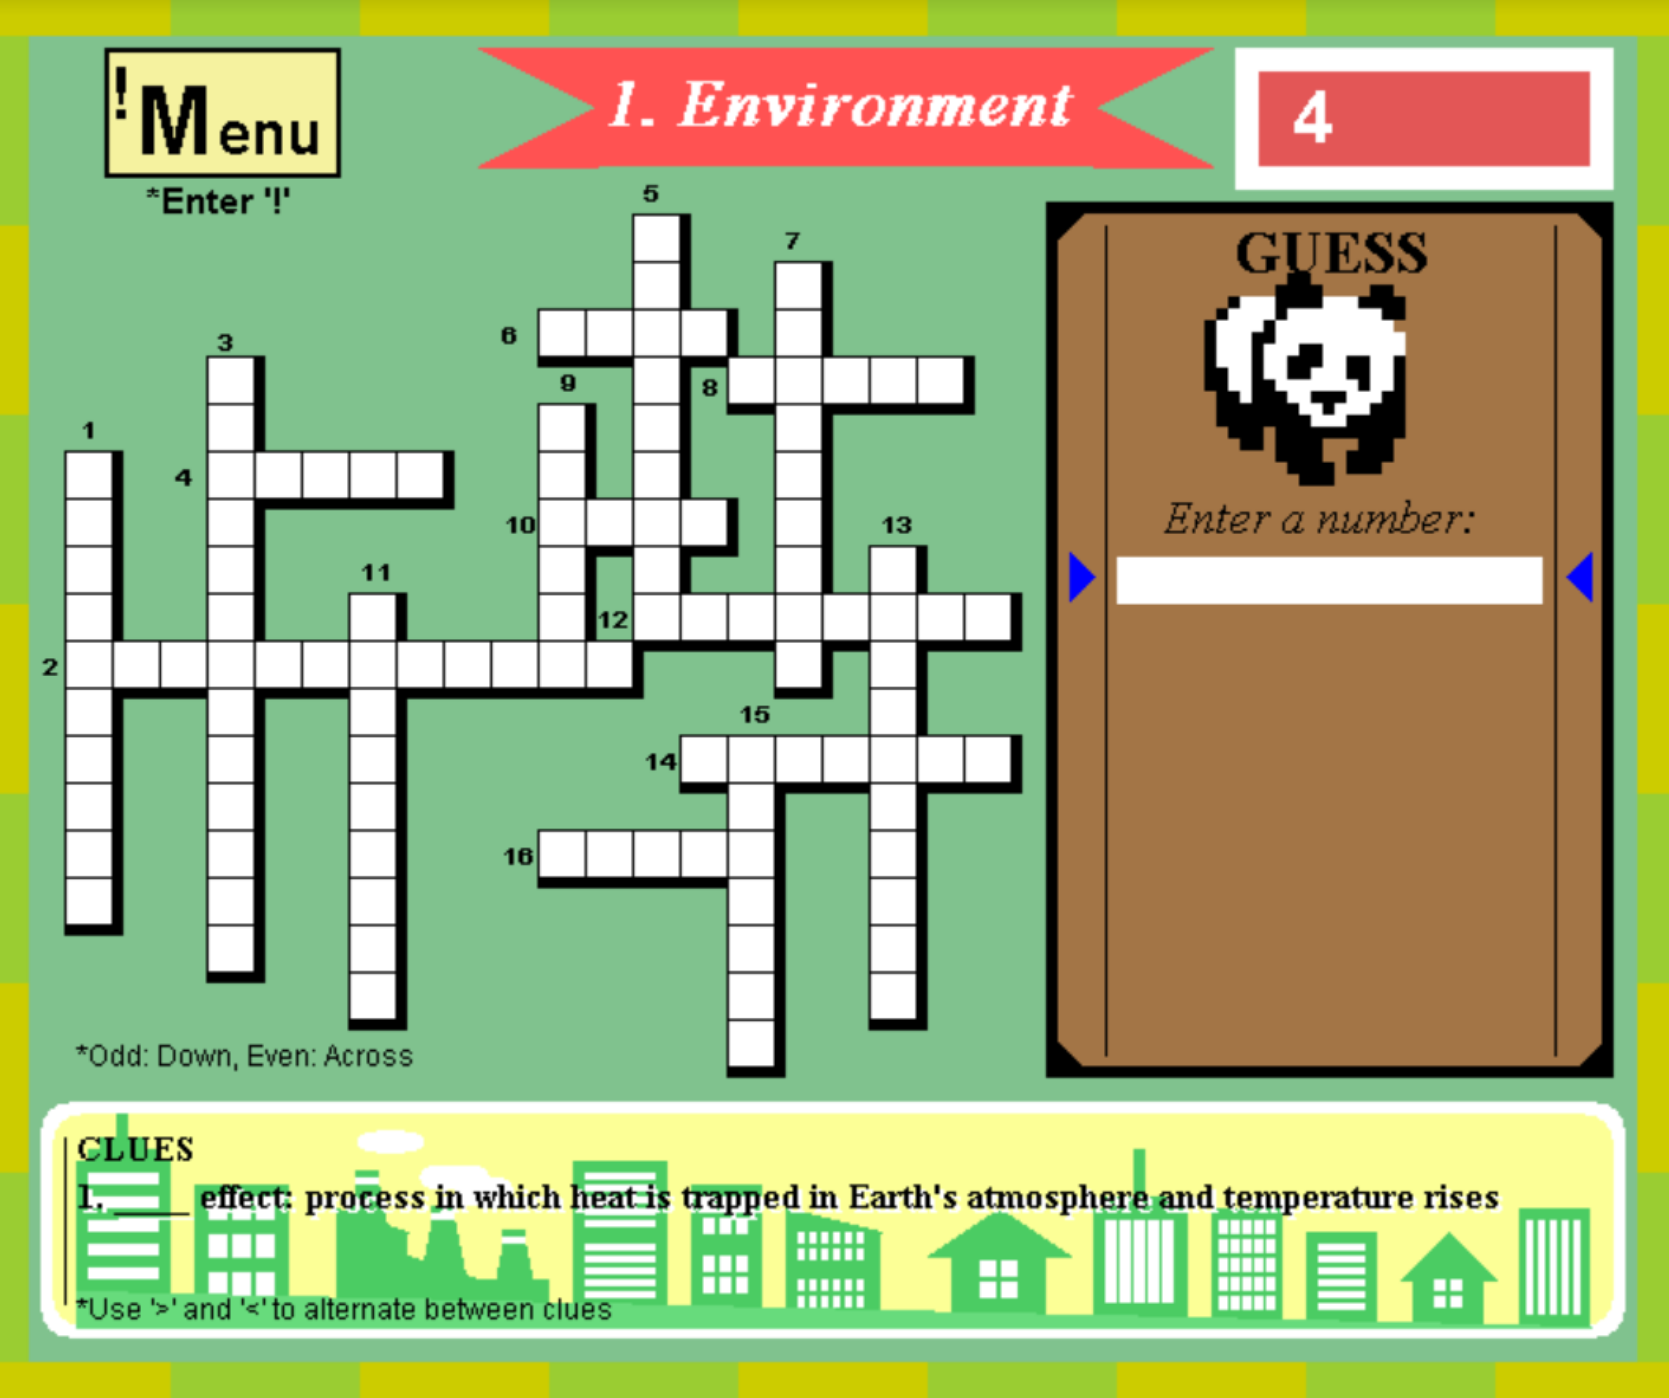 !Menu
*Enter '!'
1. Environment
4
5
7
6
3
9
8
1
4
10
13
11
12
2
15
14
16
*Odd: Down, Even: Across
GUESS
Enter a number:
CLUES
1. _____ effect: process in which heat is trapped in Earth's atmosphere and temperature rises
*Use '>' and '<' to alternate between clues